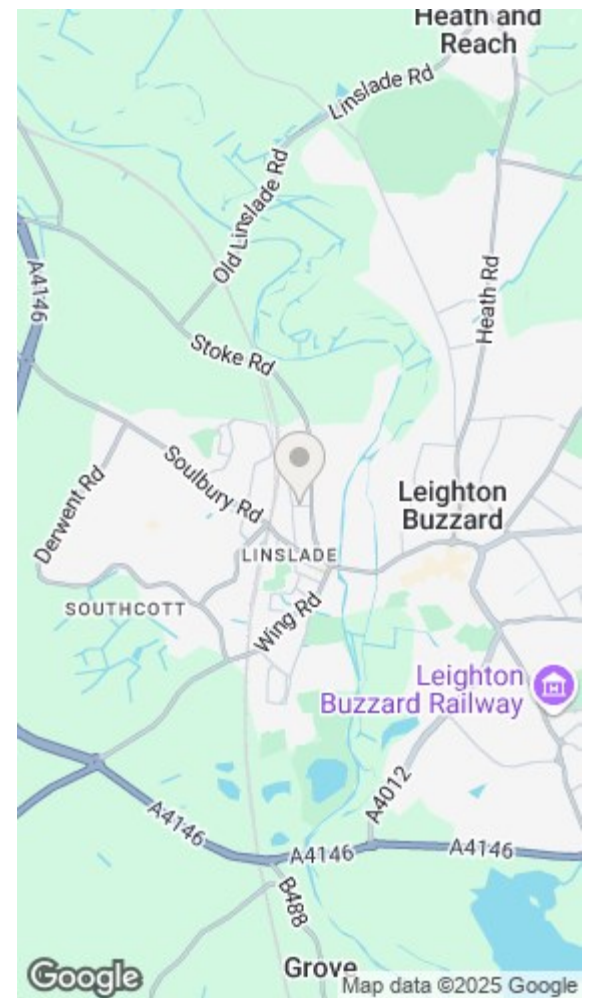 Heath and
Reach
Linslade Rd
Old Linslade Rd
A4146
Heath Rd
Stoke Rd
Soulbury Rd
Derwent Rd
Leighton
Buzzard
LINSLADE
SOUTHCOTT
Wing Rd
Leighton
Buzzard Railway
A4012
A4146
A4146
A4146
B488
Grove
Google
Map data ©2025 Google